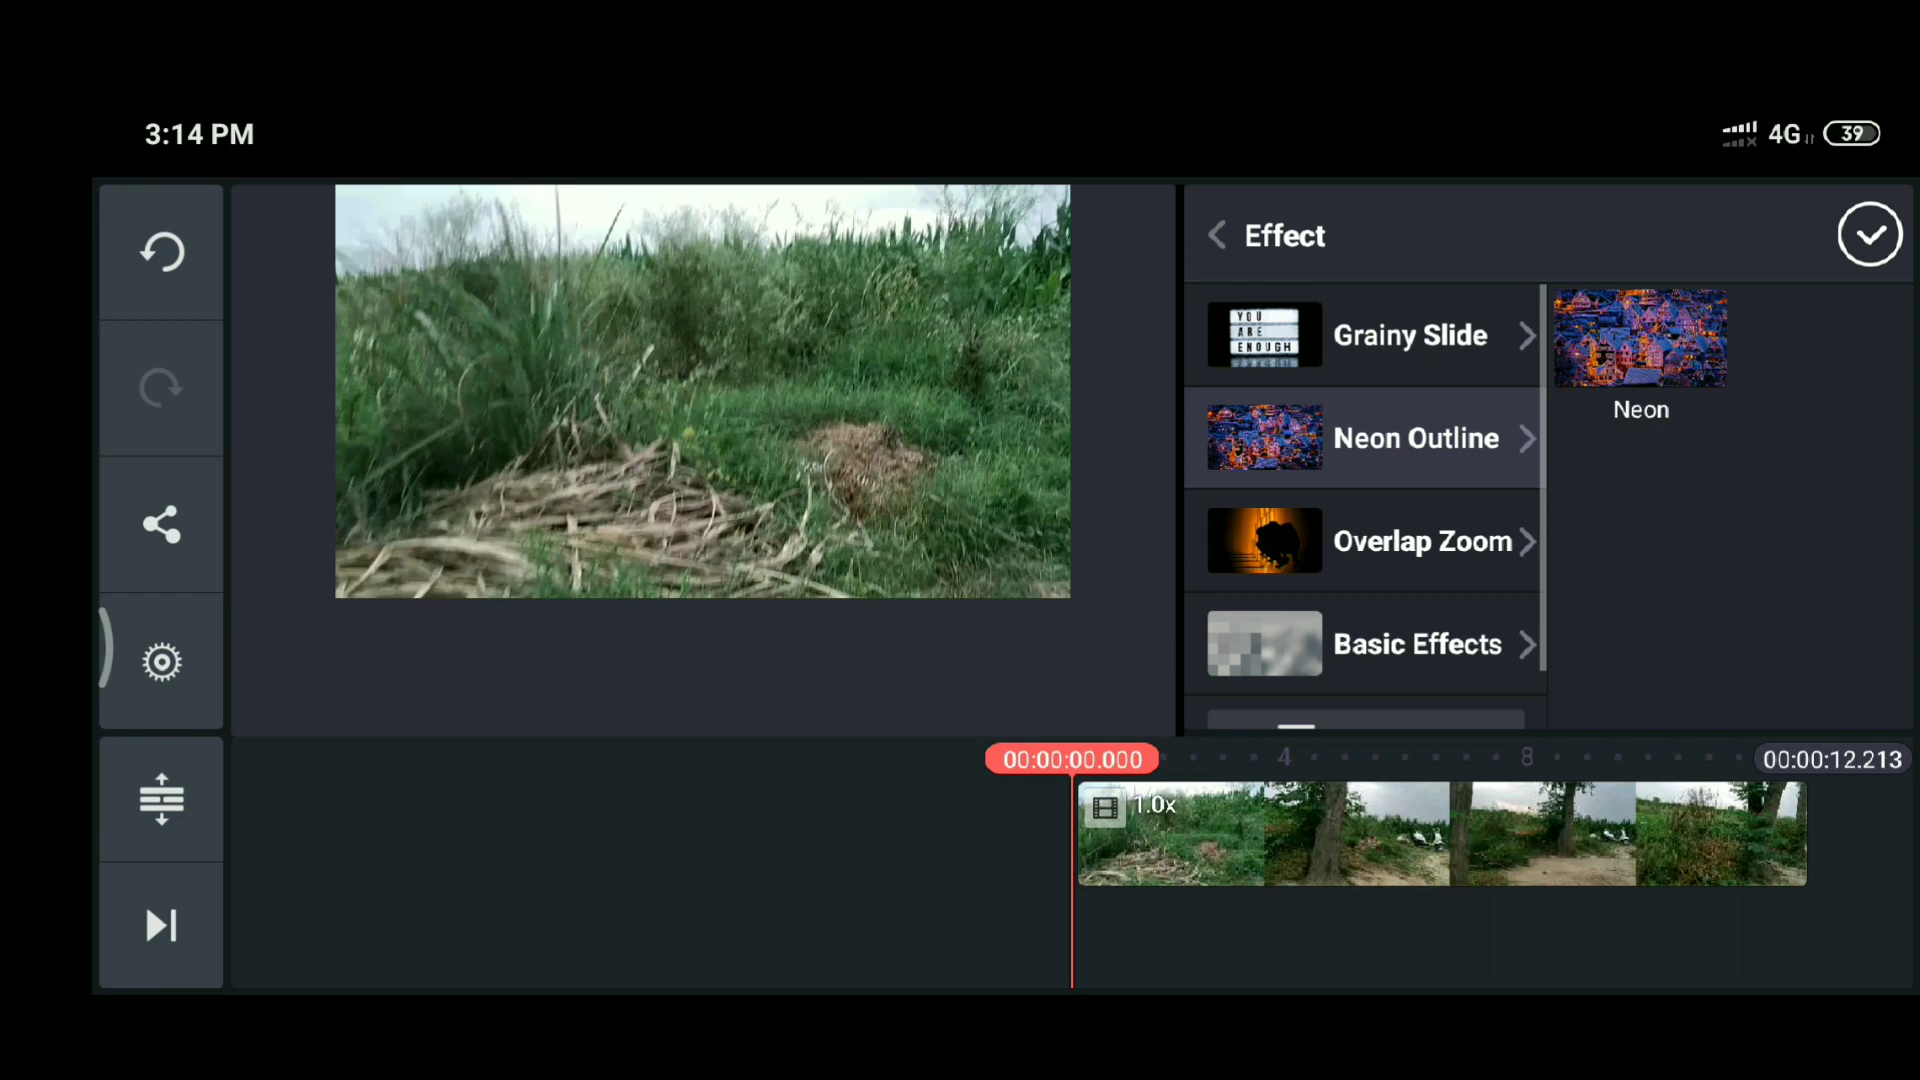 3:14 PM
4G
39
Effect
YOU
ARE
ENOUGH
Grainy Slide
Neon
Neon Outline
Overlap Zoom
Basic Effects
00:00:00.000
4
8
00:00:12.213
1.0x